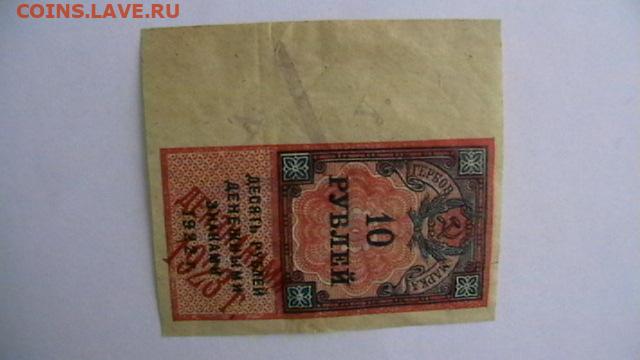 COINS.LAVE.RU
ГЕРБОВ.
МАРКА
10
РУБЛЕЙ
ДЕСЯТЬ РУБЛЕЙ
ДЕНЕЖНЫМИ
ЗНАКАМИ
1923 г.